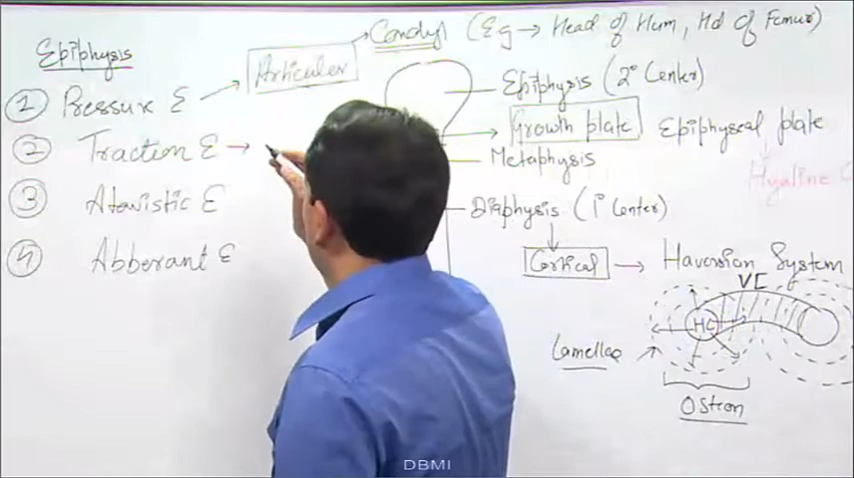 Epiphysis
① Pressure E → Articular → Condyl (Eg → Head of Hum, Hd of Femur)
② Traction E →
③ Atavistic E
④ Abberant E
Epiphysis (2° Center)
Growth plate Epiphyseal plate
Hyaline C
Metaphysis
Diaphysis (1° Center)
Cortical → Haversian System
VC
HC
Lamellae
Osteon
DBMI